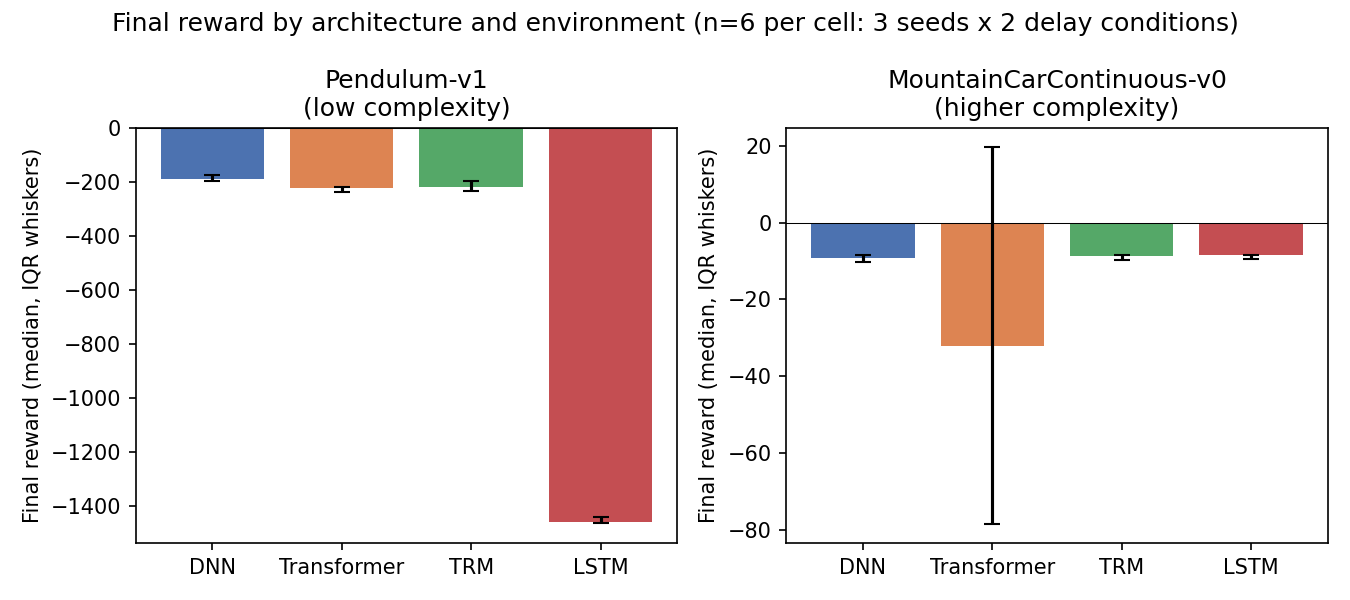 Final reward by architecture and environment (n=6 per cell: 3 seeds x 2 delay conditions)
Pendulum-v1
(low complexity)
Final reward (median, IQR whiskers)
0
−200
−400
−600
−800
−1000
−1200
−1400
DNN
Transformer
TRM
LSTM
MountainCarContinuous-v0
(higher complexity)
Final reward (median, IQR whiskers)
20
0
−20
−40
−60
−80
DNN
Transformer
TRM
LSTM